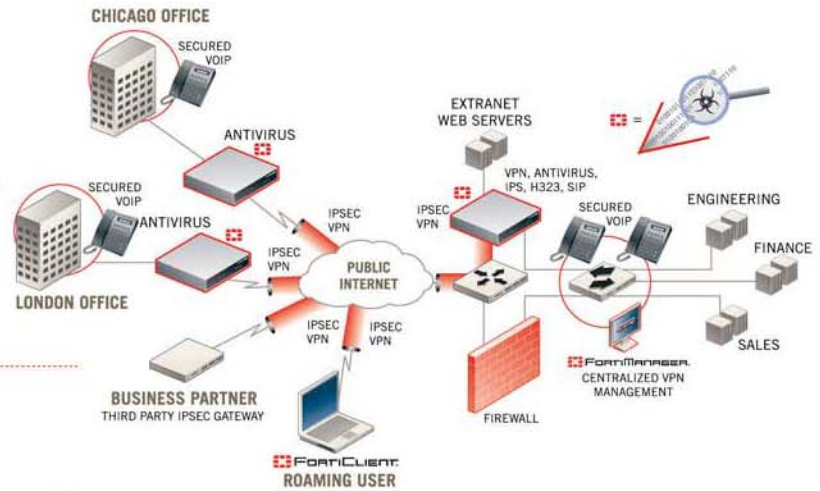 CHICAGO OFFICE
SECURED
VOIP
ANTIVIRUS
SECURED
VOIP
ANTIVIRUS
LONDON OFFICE
IPSEC
VPN
IPSEC
VPN
PUBLIC
INTERNET
IPSEC
VPN
IPSEC
VPN
BUSINESS PARTNER
THIRD PARTY IPSEC GATEWAY
FORTICLIENT.
ROAMING USER
EXTRANET
WEB SERVERS
=
VPN, ANTIVIRUS,
IPS, H323, SIP
IPSEC
VPN
SECURED
VOIP
ENGINEERING
FINANCE
SALES
FORTIMANAGER.
CENTRALIZED VPN
MANAGEMENT
FIREWALL